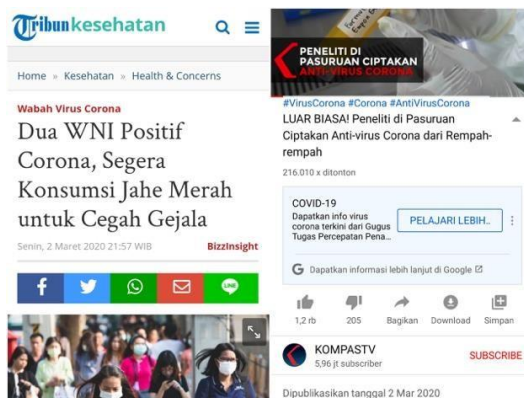 Tribunkesehatan
Home » Kesehatan » Health & Concerns
Wabah Virus Corona
Dua WNI Positif
Corona, Segera
Konsumsi Jahe Merah
untuk Cegah Gejala
Senin, 2 Maret 2020 21:57 WIB
BizzInsight
LINE
PENELITI DI
PASURUAN CIPTAKAN
ANTI-VIRUS CORONA
#VirusCorona #Corona #AntiVirusCorona
LUAR BIASA! Peneliti di Pasuruan
Ciptakan Anti-virus Corona dari Rempah-
rempah
216.010 x ditonton
COVID-19
Dapatkan info virus
corona terkini dari Gugus
Tugas Percepatan Pena...
PELAJARI LEBIH..
G Dapatkan informasi lebih lanjut di Google
1,2 rb
205
Bagikan
Download
Simpan
KOMPASTV
5,96 jt subscriber
SUBSCRIBE
Dipublikasikan tanggal 2 Mar 2020